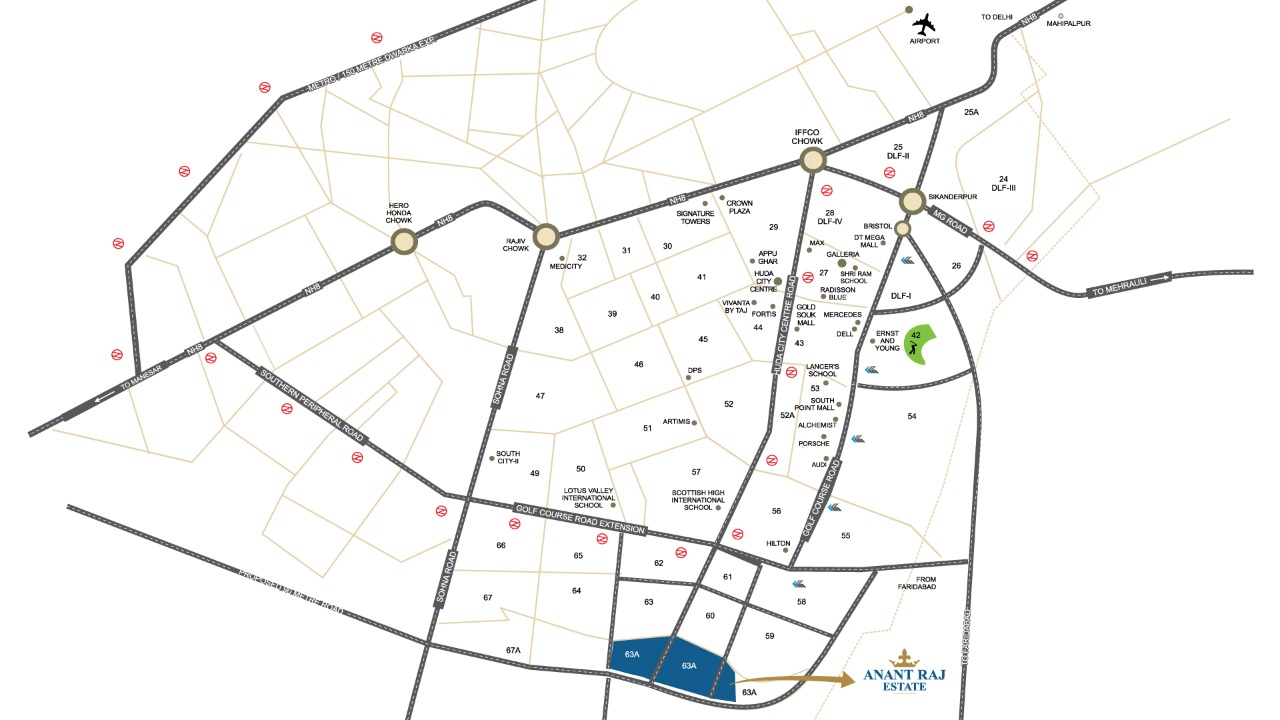 TO DELHI
NH8
MAHIPALPUR
AIRPORT
METRO / 150 METRE DWARKA EXP.
25A
NH8
IFFCO
CHOWK
25
DLF-II
24
DLF-III
SIKANDERPUR
MG ROAD
HERO
HONDA
CHOWK
NH8
NH8
SIGNATURE
TOWERS
CROWN
PLAZA
29
28
DLF-IV
BRISTOL
DT MEGA
MALL
RAJIV
CHOWK
MEDICITY
32
31
30
MAX
GALLERIA
APPU
GHAR
HUDA
CITY
CENTRE
27
SHRI RAM
SCHOOL
26
TO MEHRAULI
NH8
41
40
39
38
VIVANTA
BY TAJ
FORTIS
44
RADISSON
BLUE
GOLD
SOUK
MALL
MERCEDES
DELL
DLF-I
ERNST
AND
YOUNG
42
43
HUDA CITY CENTRE ROAD
45
46
NH8
TO MANESAR
SOUTHERN PERIPHERAL ROAD
SOHNA ROAD
47
DPS
LANCER'S
SCHOOL
53
52
52A
SOUTH
POINT MALL
ALCHEMIST
PORSCHE
AUDI
54
51
ARTIMIS
SOUTH
CITY-II
49
50
57
LOTUS VALLEY
INTERNATIONAL
SCHOOL
SCOTTISH HIGH
INTERNATIONAL
SCHOOL
GOLF COURSE ROAD EXTENSION
56
GOLF COURSE ROAD
55
HILTON
66
65
62
61
64
67
63
60
58
59
FROM
FARIDABAD
SOHNA ROAD
PROPOSED 90 METRE ROAD
TO FARIDABAD
67A
63A
63A
63A
ANANT RAJ
ESTATE